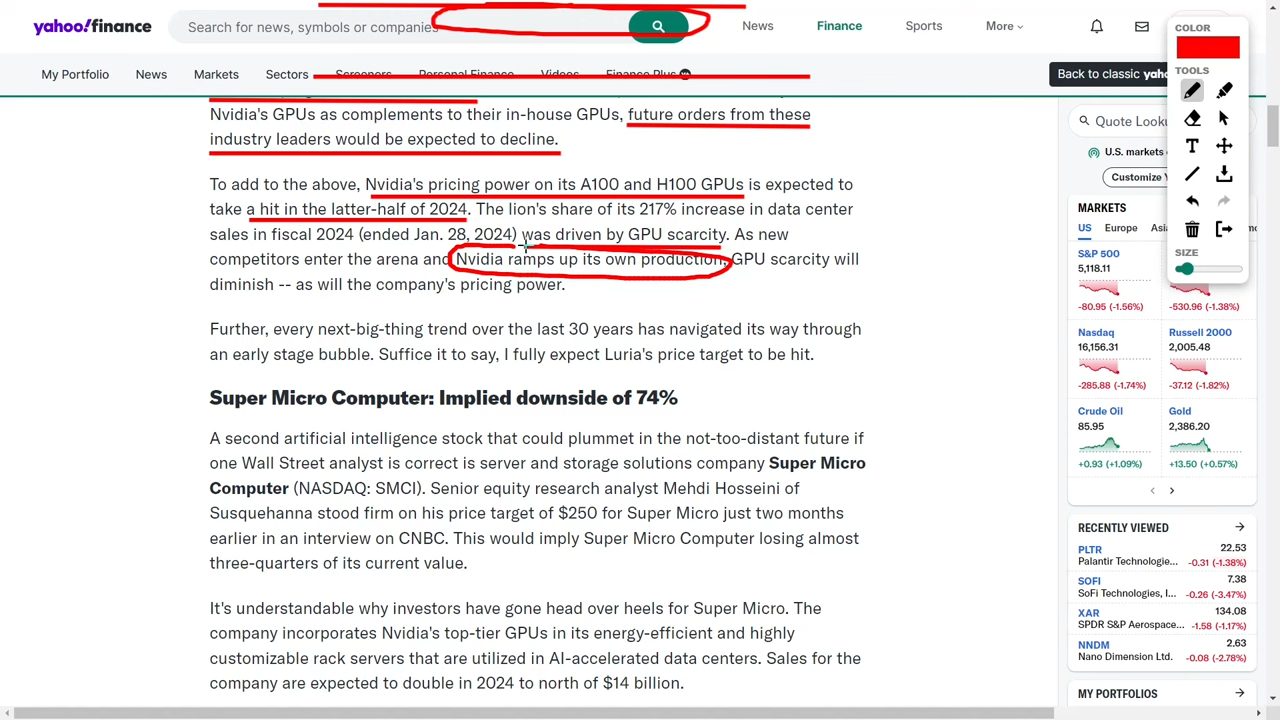 yahoo!finance
Search for news, symbols or companies
News
Finance
Sports
More
COLOR
My Portfolio
News
Markets
Sectors
Screeners
Personal Finance
Videos
Finance Plus
Back to classic
TOOLS
Nvidia's GPUs as complements to their in-house GPUs, future orders from these
industry leaders would be expected to decline.
To add to the above, Nvidia's pricing power on its A100 and H100 GPUs is expected to
take a hit in the latter-half of 2024. The lion's share of its 217% increase in data center
sales in fiscal 2024 (ended Jan. 28, 2024) was driven by GPU scarcity. As new
competitors enter the arena and Nvidia ramps up its own production, GPU scarcity will
diminish -- as will the company's pricing power.
Further, every next-big-thing trend over the last 30 years has navigated its way through
an early stage bubble. Suffice it to say, I fully expect Luria's price target to be hit.
Super Micro Computer: Implied downside of 74%
A second artificial intelligence stock that could plummet in the not-too-distant future if
one Wall Street analyst is correct is server and storage solutions company Super Micro
Computer (NASDAQ: SMCI). Senior equity research analyst Mehdi Hosseini of
Susquehanna stood firm on his price target of $250 for Super Micro just two months
earlier in an interview on CNBC. This would imply Super Micro Computer losing almost
three-quarters of its current value.
It's understandable why investors have gone head over heels for Super Micro. The
company incorporates Nvidia's top-tier GPUs in its energy-efficient and highly
customizable rack servers that are utilized in AI-accelerated data centers. Sales for the
company are expected to double in 2024 to north of $14 billion.
Quote Looku
U.S. markets
Customize
T
SIZE
MARKETS
US
Europe
S&P 500
5,118.11
-80.95 (-1.56%)
-530.96 (-1.38%)
Nasdaq
16,156.31
-285.88 (-1.74%)
Russell 2000
2,005.48
-37.12 (-1.82%)
Crude Oil
85.95
+0.93 (+1.09%)
Gold
2,386.20
+13.50 (+0.57%)
RECENTLY VIEWED
PLTR 22.53
Palantir Technologie... -0.31 (-1.38%)
SOFI 7.38
SoFi Technologies, I... -0.26 (-3.47%)
XAR 134.08
SPDR S&P Aerospace... -1.58 (-1.17%)
NNDM 2.63
Nano Dimension Ltd. -0.08 (-2.78%)
MY PORTFOLIOS